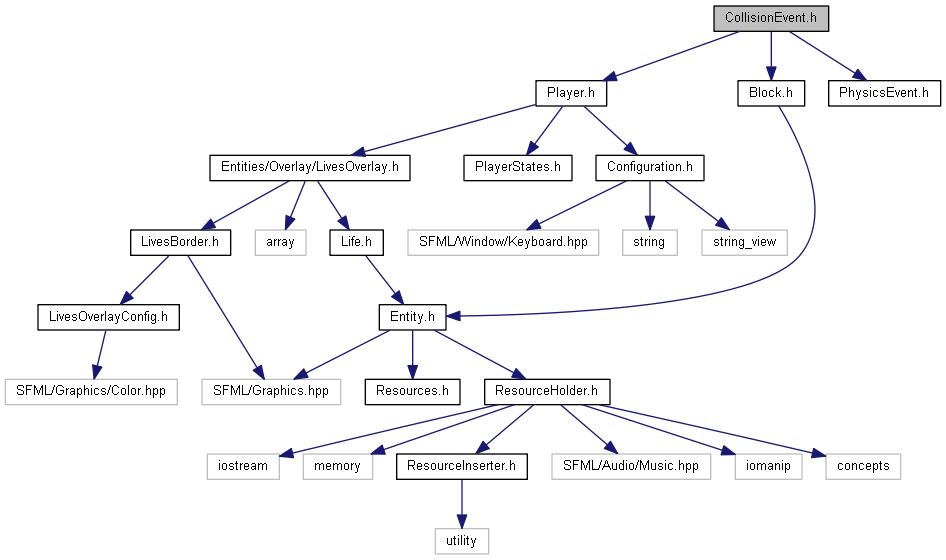 CollisionEvent.h
Player.h
Block.h
PhysicsEvent.h
Entities/Overlay/LivesOverlay.h
PlayerStates.h
Configuration.h
LivesBorder.h
array
Life.h
SFML/Window/Keyboard.hpp
string
string_view
LivesOverlayConfig.h
Entity.h
SFML/Graphics/Color.hpp
SFML/Graphics.hpp
Resources.h
ResourceHolder.h
iostream
memory
ResourceInserter.h
SFML/Audio/Music.hpp
iomanip
concepts
utility